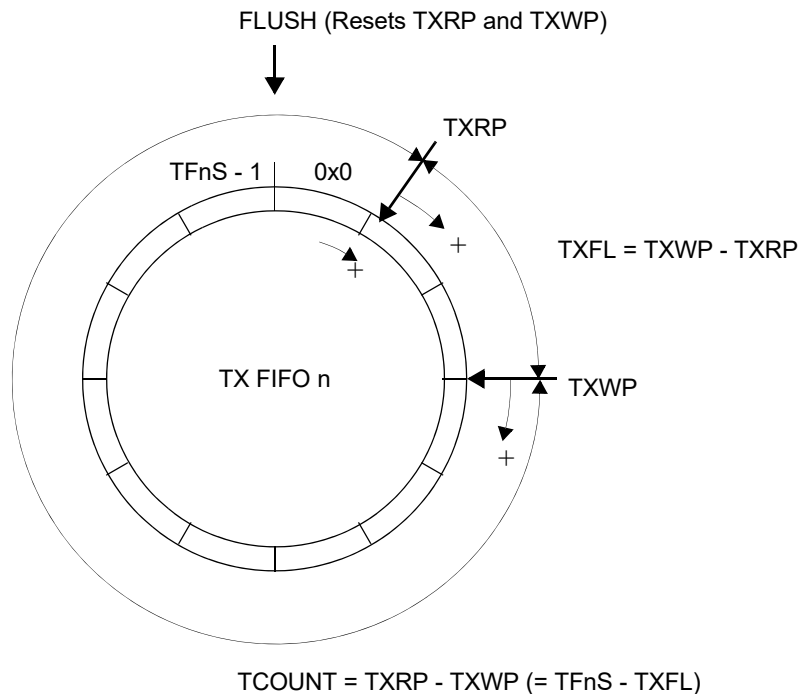 FLUSH (Resets TXRP and TXWP)
TXRP
TFnS - 1 0x0
+
+
TXFL = TXWP - TXRP
TX FIFO n
TXWP
+
TCOUNT = TXRP - TXWP (= TFnS - TXFL)